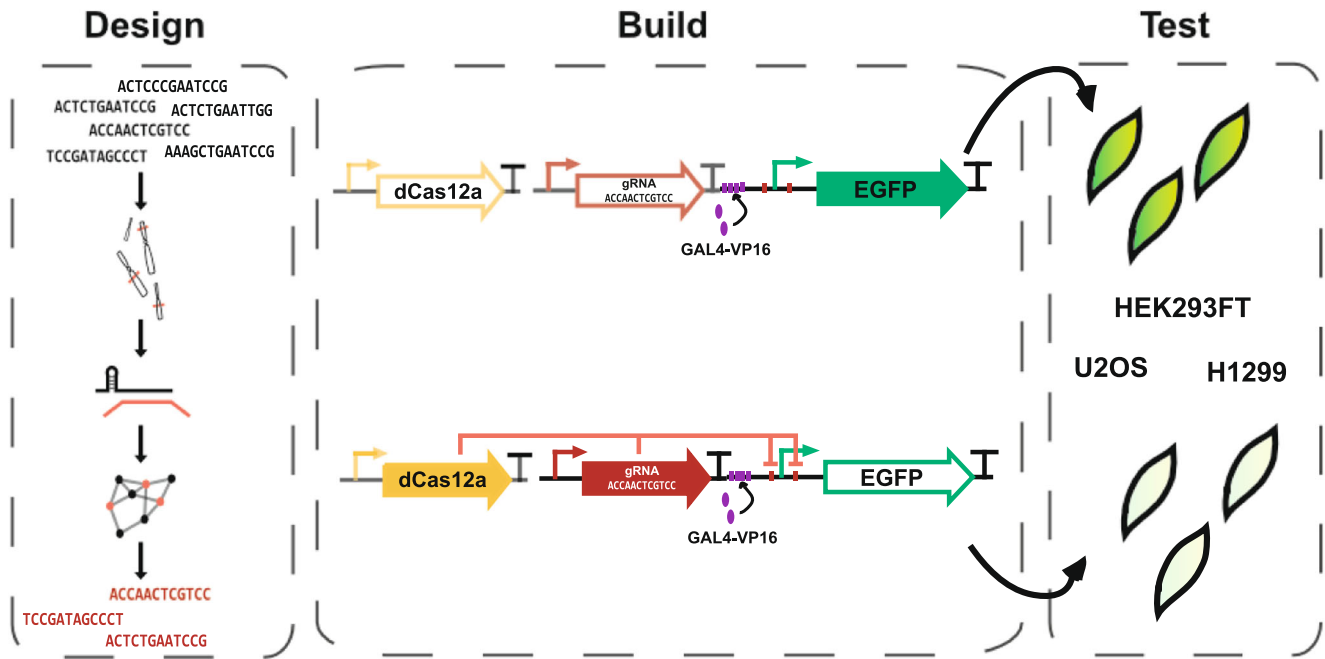 Design
ACTCCCGAATCCG
ACTCTGAATCCG
ACTCTGAATTGG
ACCAACTCGTCC
TCCGATAGCCCT
AAAGCTGAATCCG
ACCAACTCGTCC
TCCGATAGCCCT
ACTCTGAATCCG
Build
dCas12a
gRNA
ACCAACTCGTCC
EGFP
GAL4-VP16
dCas12a
gRNA
ACCAACTCGTCC
EGFP
GAL4-VP16
Test
HEK293FT
U2OS
H1299